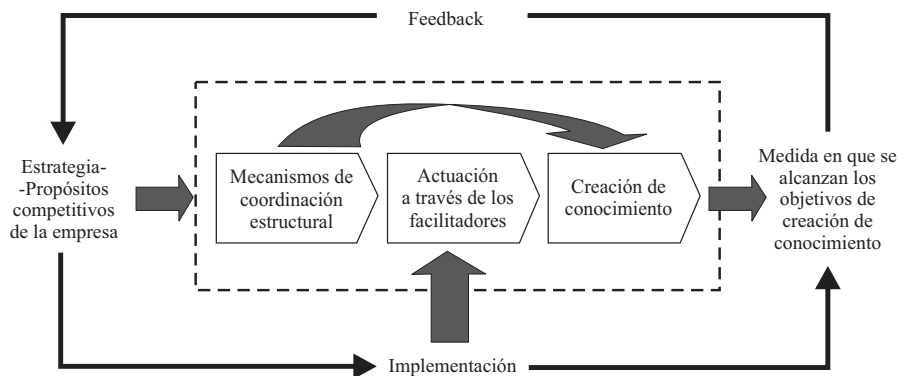 Feedback
Estrategia-
-Propósitos
competitivos
de la empresa
Mecanismos de
coordinación
estructural
Actuación
a través de los
facilitadores
Creación de
conocimiento
Medida en que se
alcanzan los
objetivos de
creación de
conocimiento
Implementación